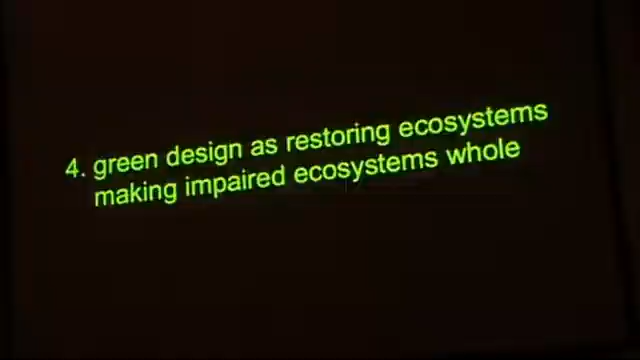 4. green design as restoring ecosystems
making impaired ecosystems whole